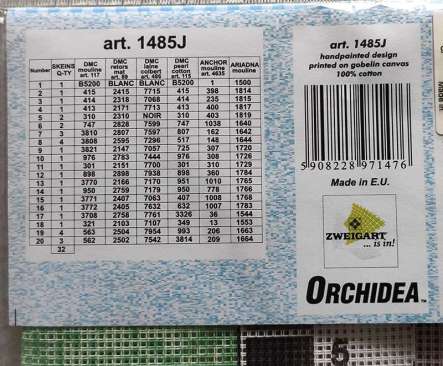 art. 1485J
Number SKEINS Q-TY DMC mouline art. 117 DMC retors mat art. 89 DMC laine colbert art. 486 DMC pearl cotton art. 115 ANCHOR mouline art. 4635 ARIADNA mouline
1 1 B5200 BLANC BLANC B5200 1 1500
2 1 415 2415 7715 415 398 1814
3 1 414 2318 7068 414 235 1815
4 1 413 2171 7713 413 400 1817
5 2 310 2310 NOIR 310 403 1819
6 2 747 2828 7599 747 1038 1640
7 3 3810 2807 7597 807 162 1642
8 4 3808 2595 7296 517 148 1644
9 1 3821 2147 7057 725 307 1720
10 1 976 2783 7444 976 308 1726
11 1 301 2151 7700 301 310 1729
12 1 898 2898 7938 898 360 1784
13 1 3770 2166 7170 951 1010 1765
14 1 950 2759 7179 950 778 1766
15 1 3771 2407 7063 407 1008 1768
16 1 3772 2405 7632 632 1007 1783
17 1 3708 2758 7761 3326 36 1544
18 1 321 2103 7107 349 13 1553
19 4 563 2504 7954 993 206 1663
20 3 562 2502 7542 3814 209 1664
32
art. 1485J
handpainted design
printed on gobelin canvas
100% cotton
5 908228 971476
Made in E.U.
ZWEIGART
... is in!
ORCHIDEA™
5